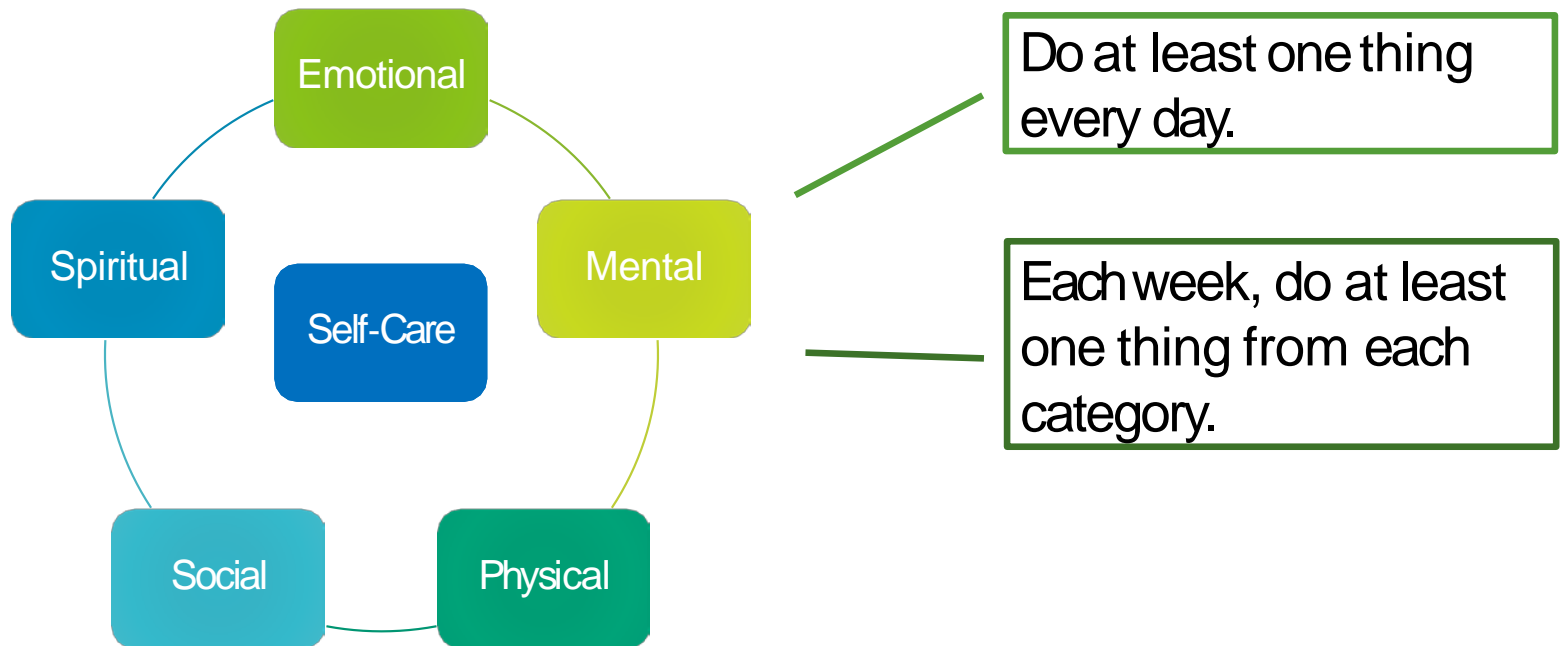 Emotional
Mental
Physical
Social
Spiritual
Self-Care
Do at least one thing
every day.
Each week, do at least
one thing from each
category.